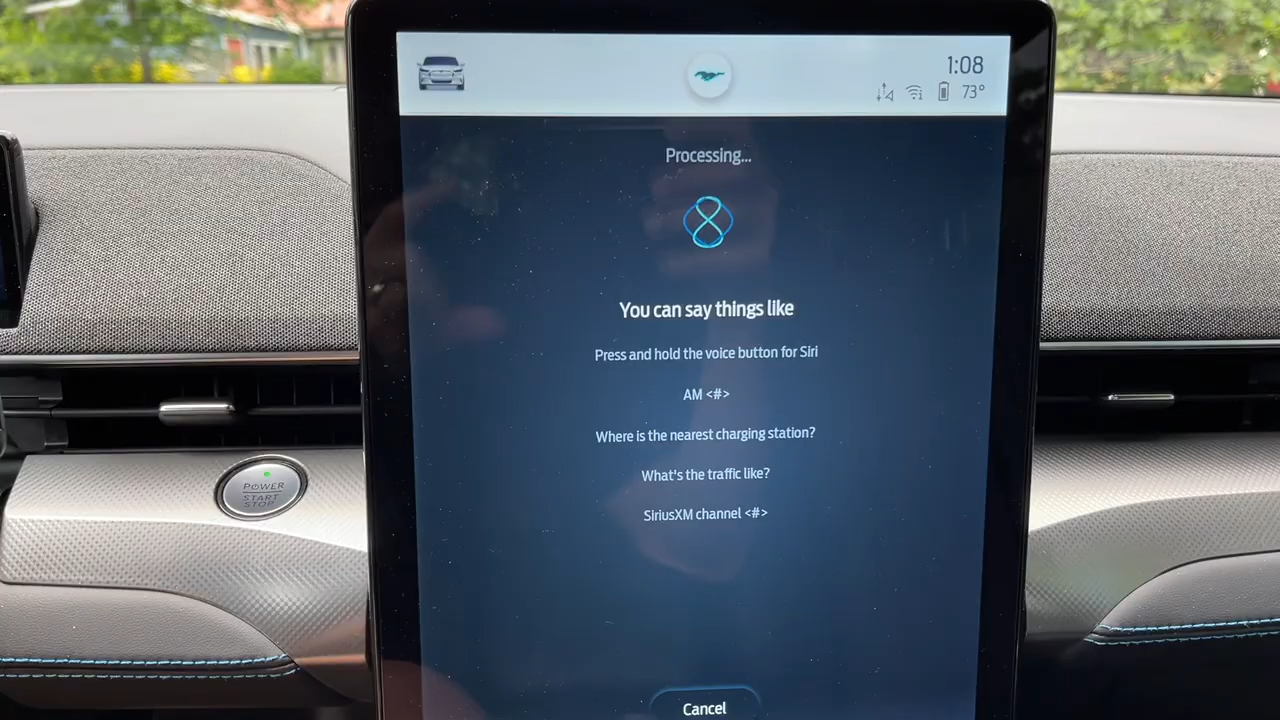 1:08
73°
Processing...
You can say things like
Press and hold the voice button for Siri
AM <#>
Where is the nearest charging station?
What's the traffic like?
SiriusXM channel <#>
Cancel
POWER
START
STOP